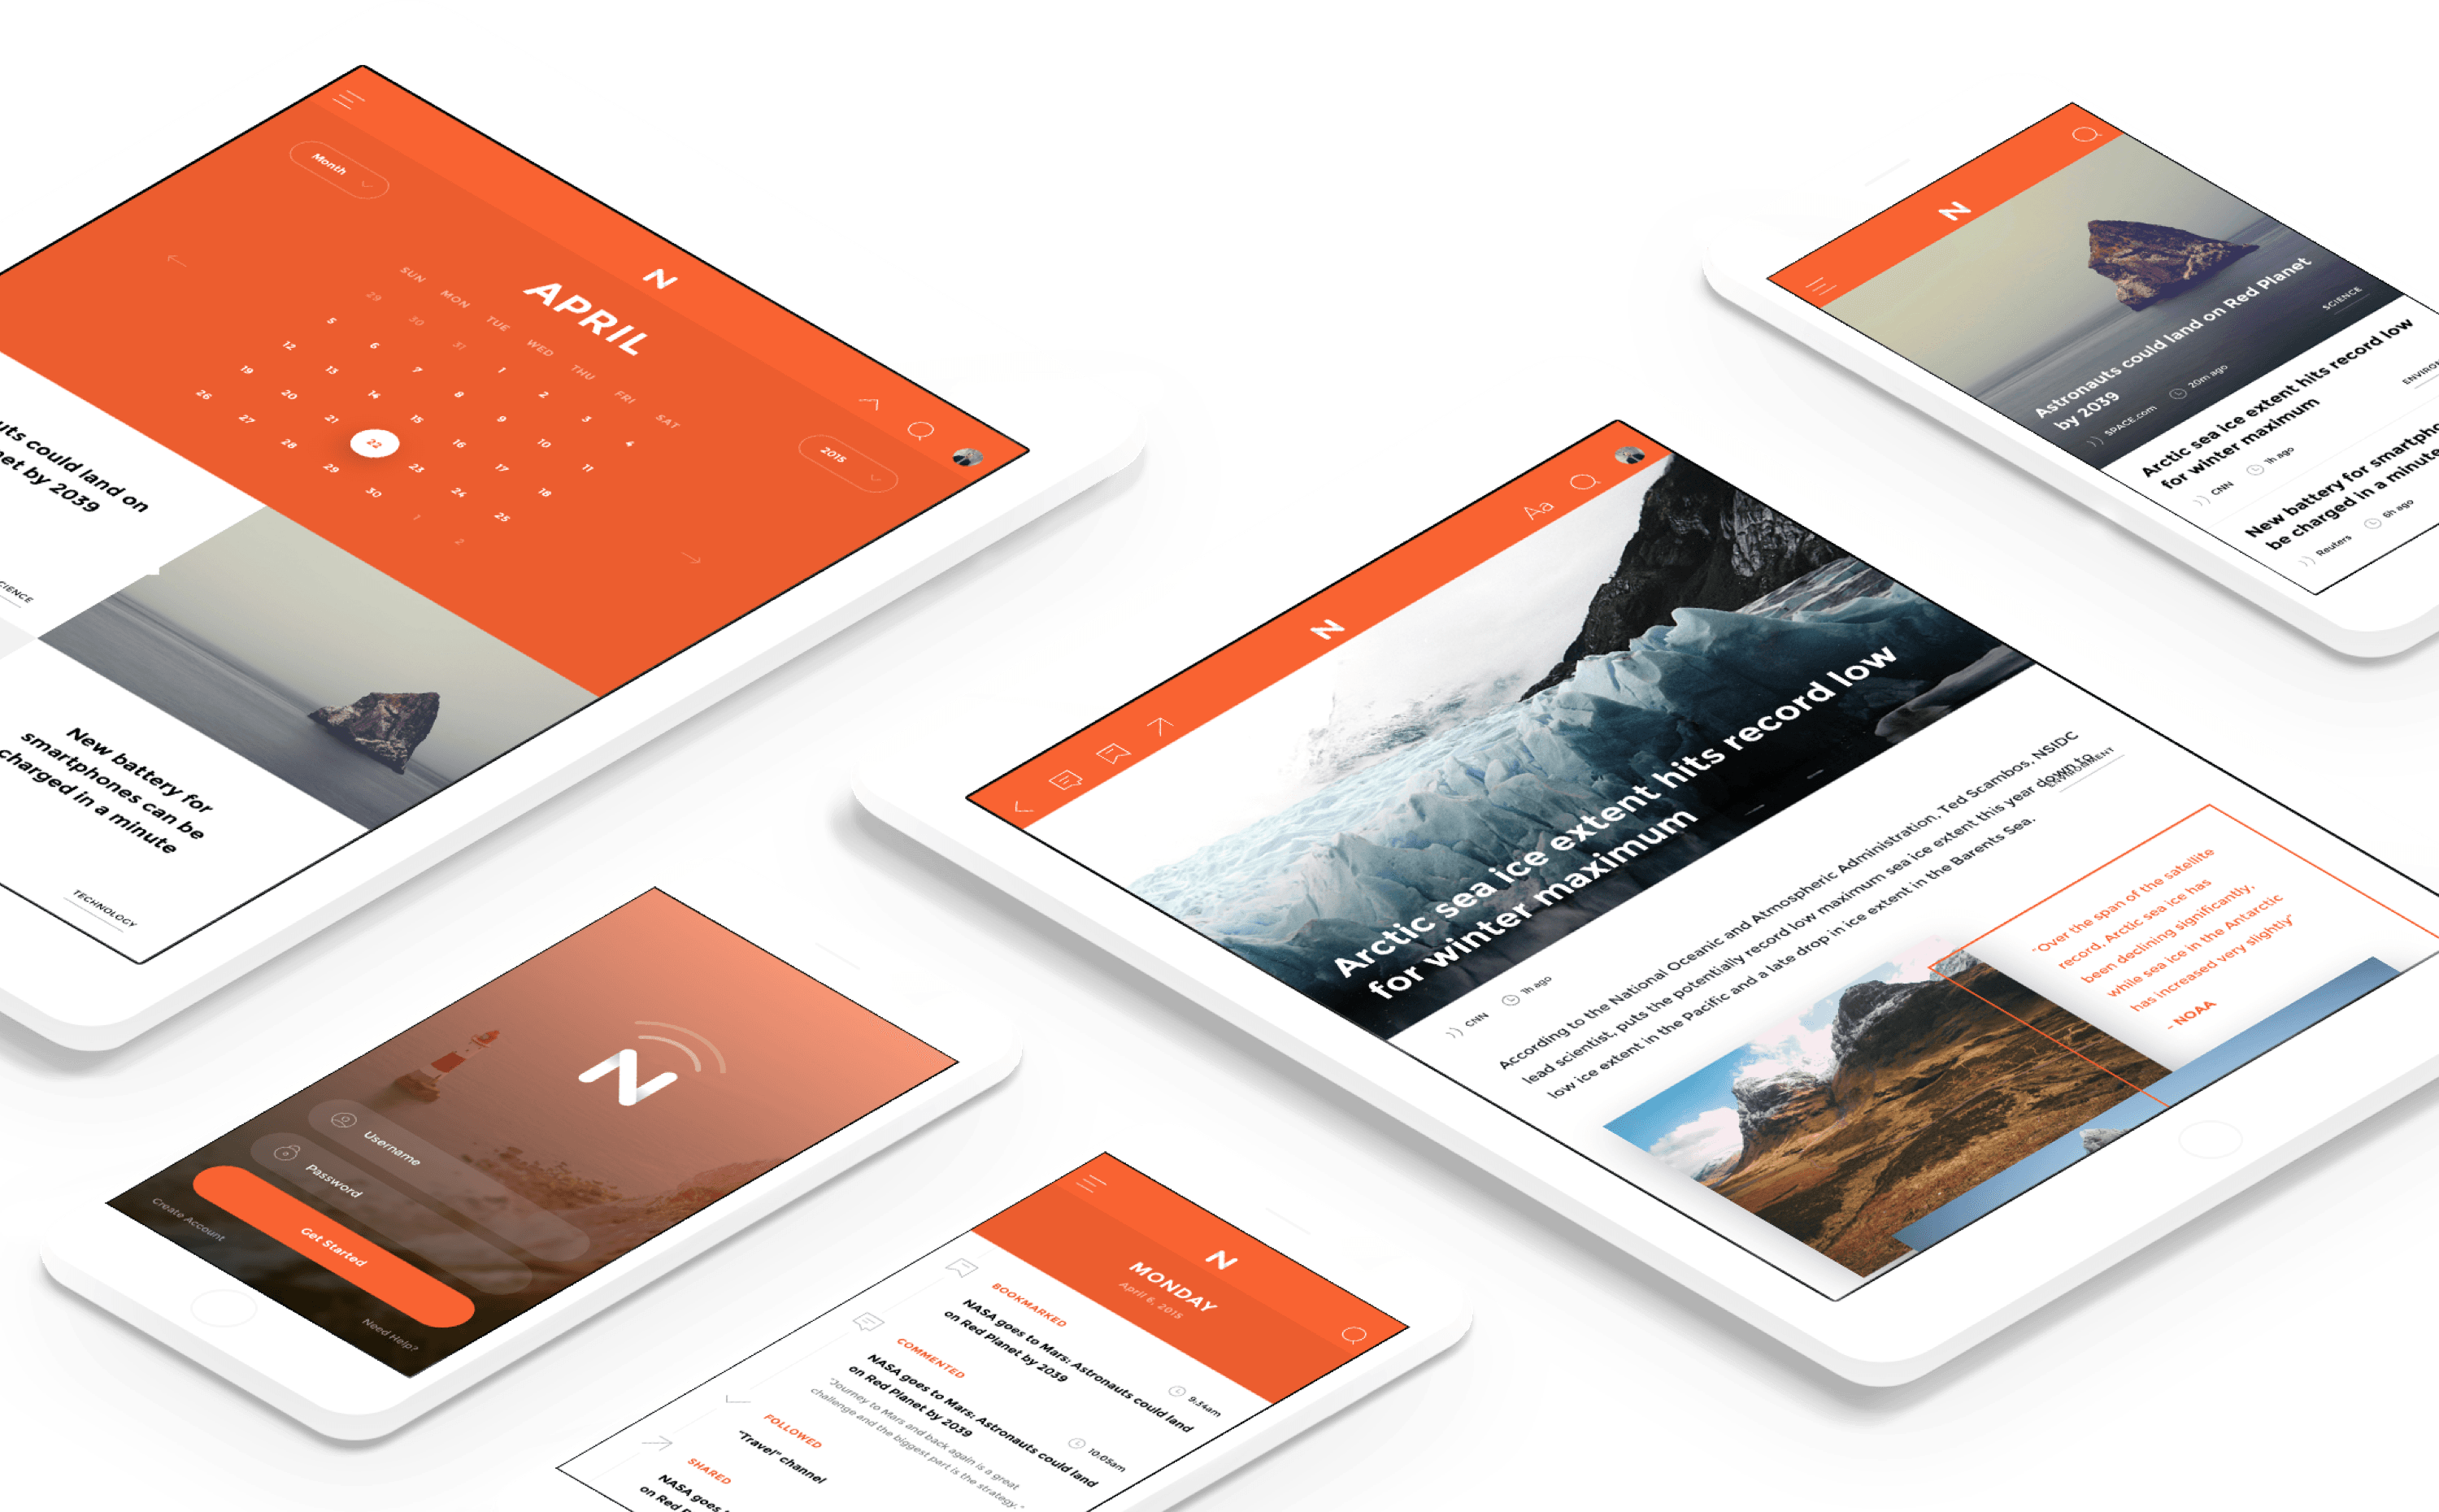 Month
N
APRIL
2015
SUN MON TUE WED THU FRI SAT
29 30 31 1 2 3 4
5 6 7 8 9 10 11
12 13 14 15 16 17 18
19 20 21 22 23 24 25
26 27 28 29 30 1 2
could land on
by 2039
New battery for
smartphones can be
charged in a minute
TECHNOLOGY
N
Username
Password
Get Started
Create Account
Need Help?
N
MONDAY
April 6, 2015
BOOKMARKED
NASA goes to Mars: Astronauts could land
on Red Planet by 2039
9.34am
COMMENTED
NASA goes to Mars: Astronauts could land
on Red Planet by 2039
"Journey to Mars and back again is a great
challenge and the biggest part is the strategy."
10.05am
FOLLOWED
"Travel" channel
SHARED
NASA goes
on Red
N
Aa
Arctic sea ice extent hits record low
for winter maximum
CNN 1h ago
ENVIRONMENT
According to the National Oceanic and Atmospheric Administration, Ted Scambos, NSIDC
lead scientist, puts the potentially record low maximum sea ice extent this year down to
low ice extent in the Pacific and a late drop in ice extent in the Barents Sea.
"Over the span of the satellite
record, Arctic sea ice has
been declining significantly,
while sea ice in the Antarctic
has increased very slightly"
- NOAA
N
Astronauts could land on Red Planet
by 2039
SPACE.com 20m ago
SCIENCE
Arctic sea ice extent hits record low
for winter maximum
CNN 1h ago
New battery for
be charged in a minute
Reuters 6h ago